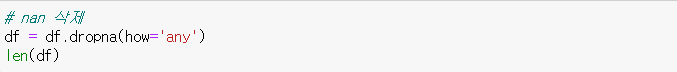 # nan 삭제
df = df.dropna(how='any')
len(df)